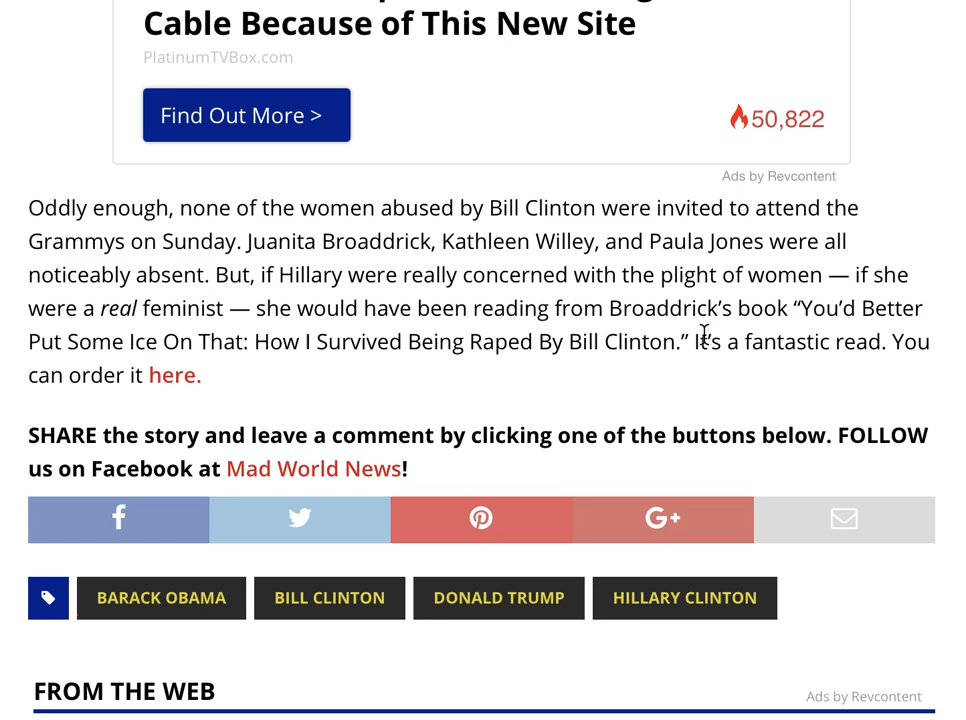 Cable Because of This New Site
PlatinumTVBox.com
Find Out More >
50,822
Ads by Revcontent
Oddly enough, none of the women abused by Bill Clinton were invited to attend the
Grammys on Sunday. Juanita Broaddrick, Kathleen Willey, and Paula Jones were all
noticeably absent. But, if Hillary were really concerned with the plight of women — if she
were a real feminist — she would have been reading from Broaddrick’s book “You’d Better
Put Some Ice On That: How I Survived Being Raped By Bill Clinton.” It’s a fantastic read. You
can order it here.
SHARE the story and leave a comment by clicking one of the buttons below. FOLLOW
us on Facebook at Mad World News!
BARACK OBAMA BILL CLINTON DONALD TRUMP HILLARY CLINTON
FROM THE WEB
Ads by Revcontent